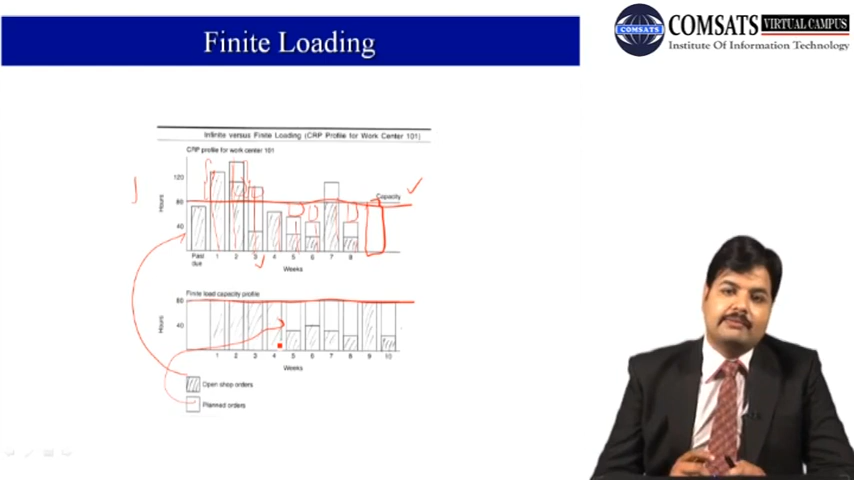 Finite Loading
COMSATS
COMSATS VIRTUAL CAMPUS
Institute Of Information Technology
Infinite versus Finite Loading (CRP Profile for Work Center 101)
CRP profile for work center 101
120
80
40
Hours
Capacity
Past due 1 2 3 4 5 6 7 8
Weeks
Finite load capacity profile
80
40
Hours
1 2 3 4 5 6 7 8 9 10
Weeks
Open shop orders
Planned orders